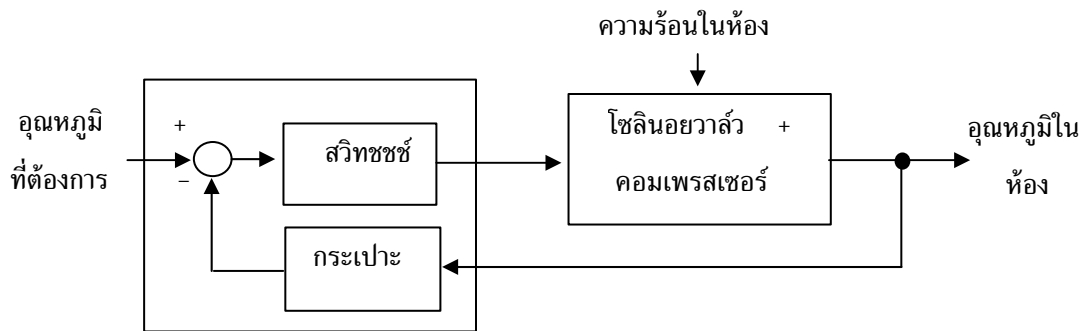 ความร้อนในห้อง
อุณหภูมิ
ที่ต้องการ
+
−
สวิทชชช์
โซลินอยวาล์ว +
คอมเพรสเซอร์
อุณหภูมิใน
ห้อง
กระเปาะ